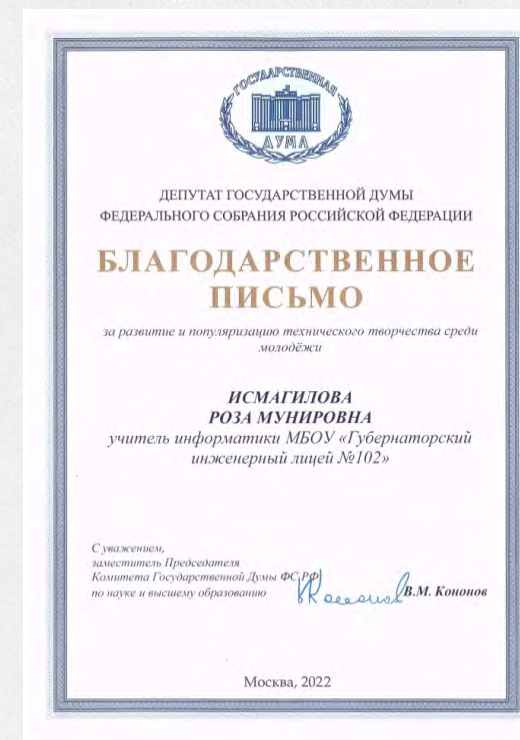 ГОСУДАРСТВЕННАЯ
ДУМА
ДЕПУТАТ ГОСУДАРСТВЕННОЙ ДУМЫ
ФЕДЕРАЛЬНОГО СОБРАНИЯ РОССИЙСКОЙ ФЕДЕРАЦИИ
БЛАГОДАРСТВЕННОЕ
ПИСЬМО
за развитие и популяризацию технического творчества среди
молодёжи
ИСМАГИЛОВА
РОЗА МУНИРОВНА
учитель информатики МБОУ «Губернаторский
инженерный лицей №102»
С уважением,
заместитель Председателя
Комитета Государственной Думы ФС РФ
по науке и высшему образованию
В.М. Кононов
Москва, 2022